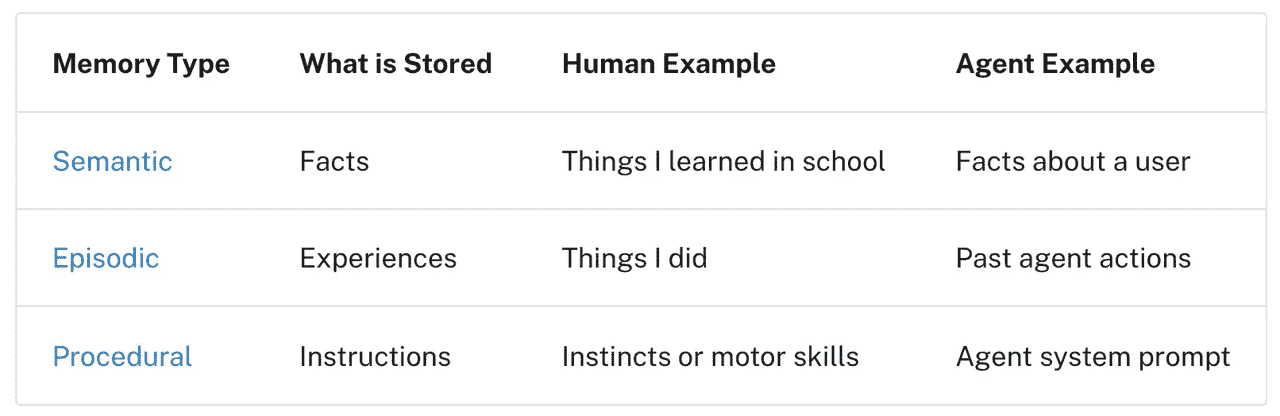 Memory Type What is Stored Human Example Agent Example
Semantic Facts Things I learned in school Facts about a user
Episodic Experiences Things I did Past agent actions
Procedural Instructions Instincts or motor skills Agent system prompt